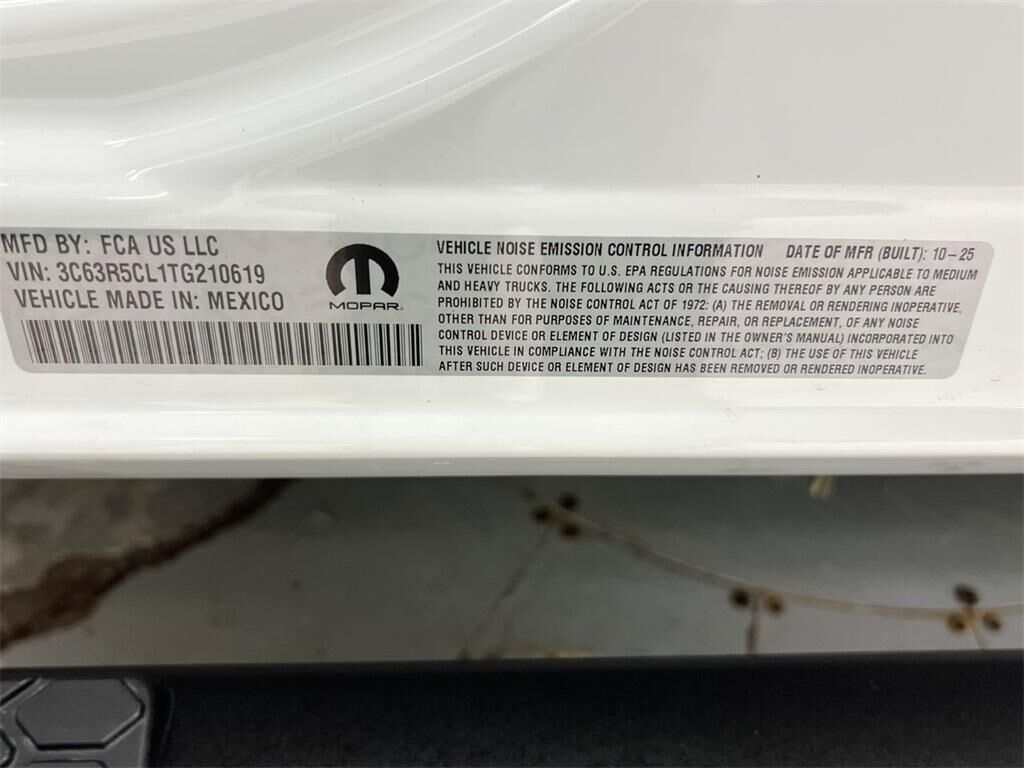 MFD BY: FCA US LLC
VIN: 3C63R5CL1TG210619
VEHICLE MADE IN: MEXICO
MOPAR
VEHICLE NOISE EMISSION CONTROL INFORMATION DATE OF MFR (BUILT): 10-25
THIS VEHICLE CONFORMS TO U.S. EPA REGULATIONS FOR NOISE EMISSION APPLICABLE TO MEDIUM
AND HEAVY TRUCKS. THE FOLLOWING ACTS OR THE CAUSING THEREOF BY ANY PERSON ARE
PROHIBITED BY THE NOISE CONTROL ACT OF 1972: (A) THE REMOVAL OR RENDERING INOPERATIVE,
OTHER THAN FOR PURPOSES OF MAINTENANCE, REPAIR, OR REPLACEMENT, OF ANY NOISE
CONTROL DEVICE OR ELEMENT OF DESIGN (LISTED IN THE OWNER'S MANUAL) INCORPORATED INTO
THIS VEHICLE IN COMPLIANCE WITH THE NOISE CONTROL ACT; (B) THE USE OF THIS VEHICLE
AFTER SUCH DEVICE OR ELEMENT OF DESIGN HAS BEEN REMOVED OR RENDERED INOPERATIVE.